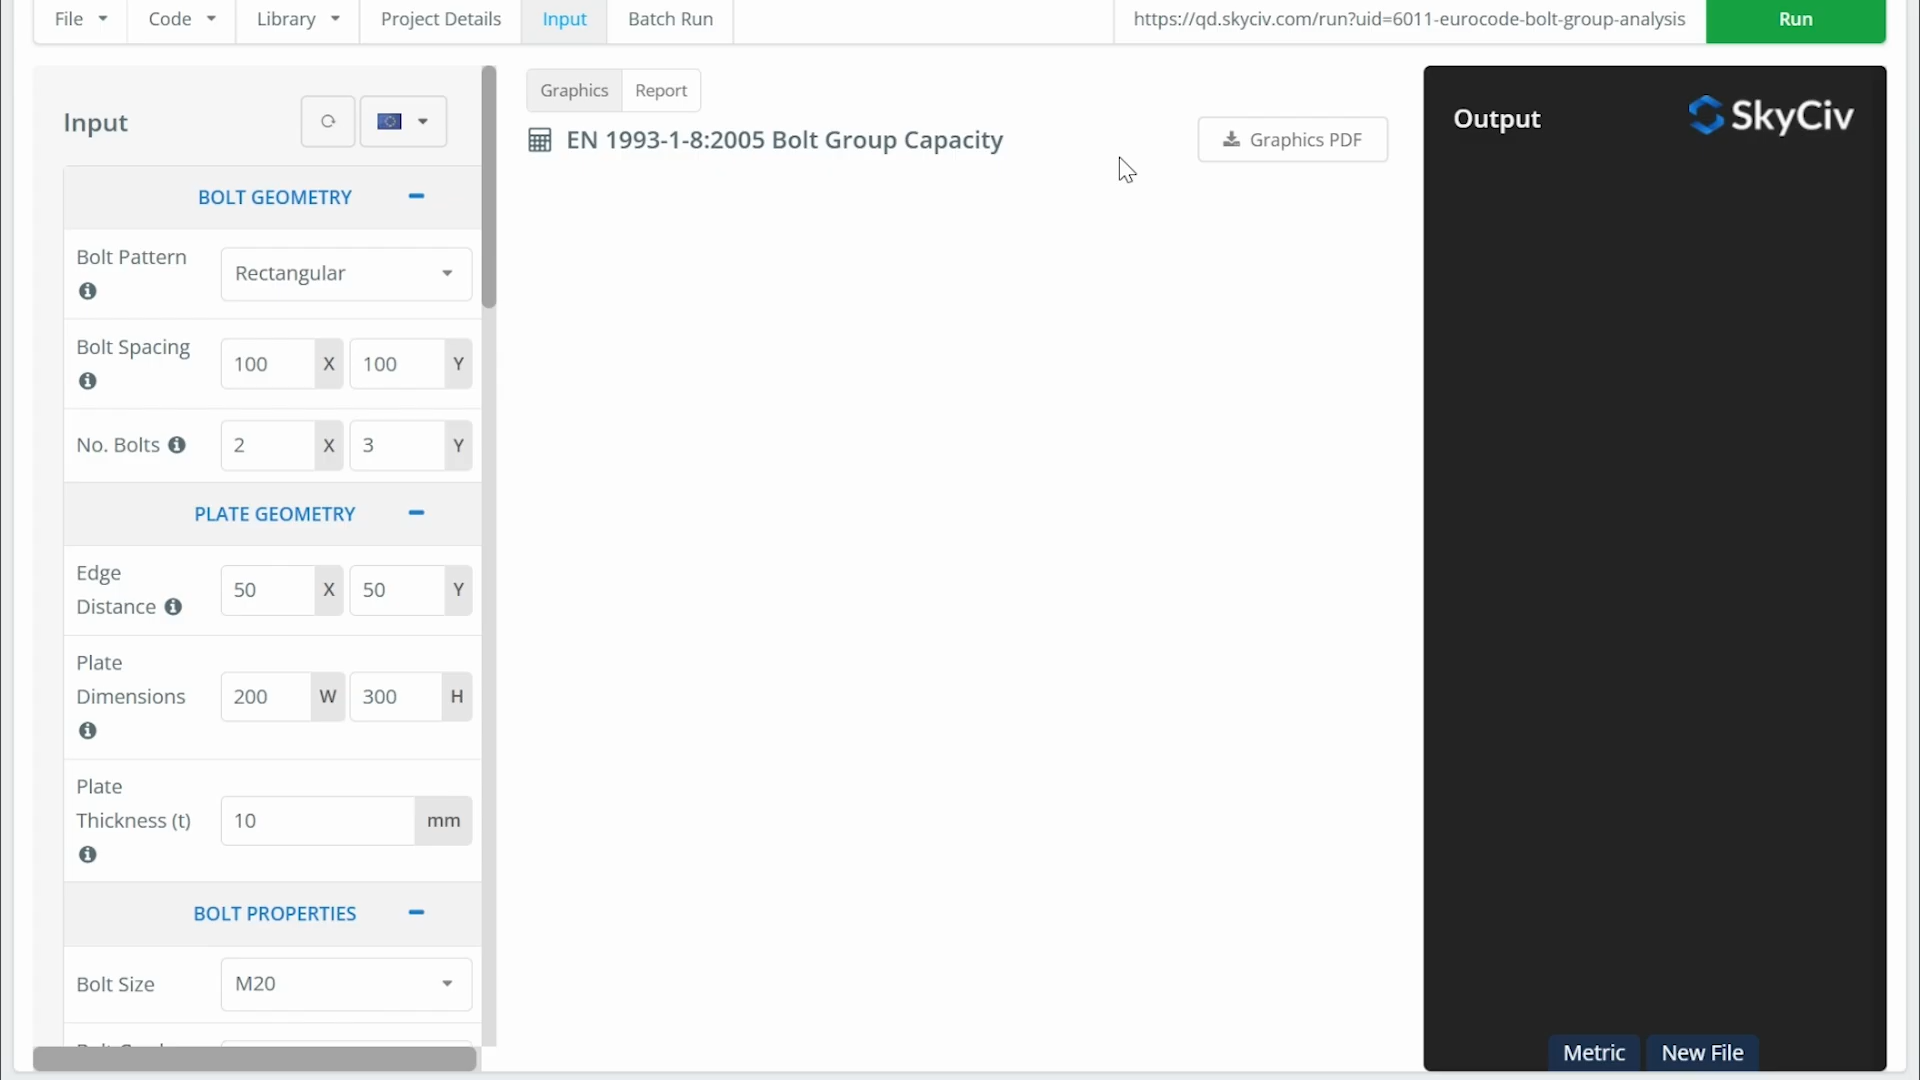 File Code Library Project Details Input Batch Run https://qd.skyciv.com/run?uid=6011-eurocode-bolt-group-analysis Run
Input
Graphics Report
EN 1993-1-8:2005 Bolt Group Capacity
Graphics PDF
Output SkyCiv
BOLT GEOMETRY
Bolt Pattern Rectangular
Bolt Spacing 100 X 100 Y
No. Bolts 2 X 3 Y
PLATE GEOMETRY
Edge
Distance 50 X 50 Y
Plate
Dimensions 200 W 300 H
Plate
Thickness (t) 10 mm
BOLT PROPERTIES
Bolt Size M20
Metric New File